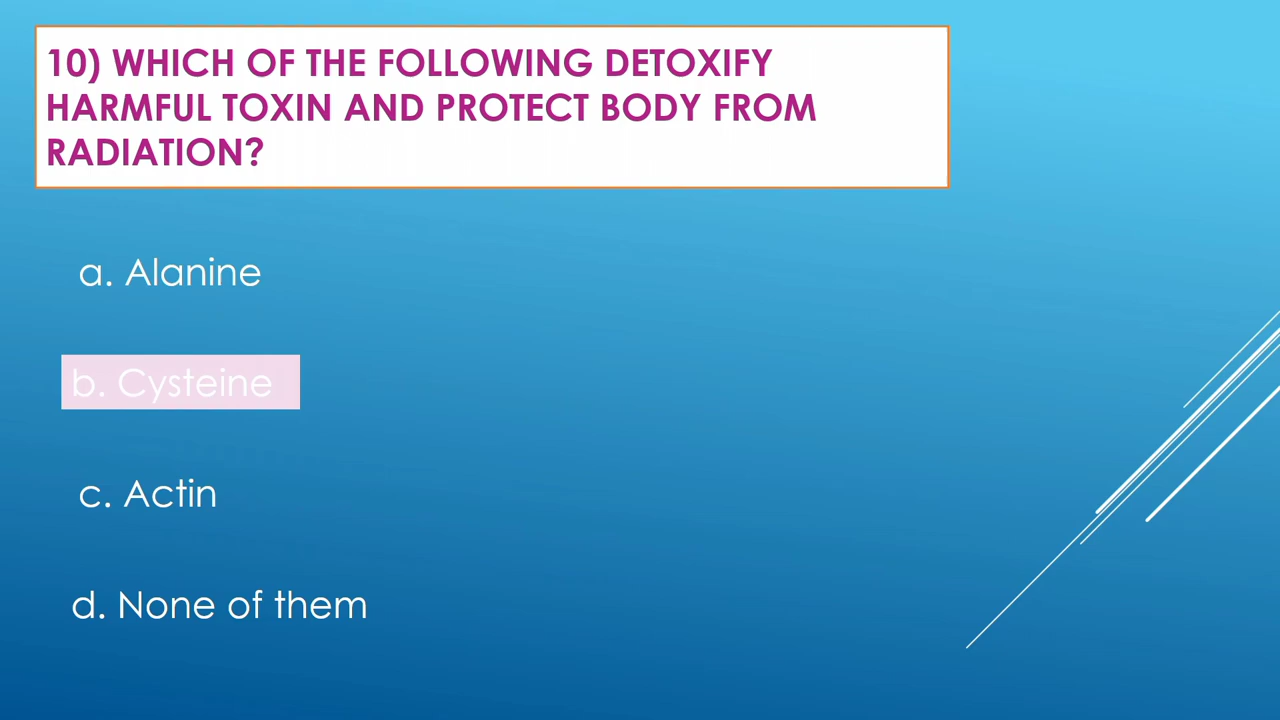 10) WHICH OF THE FOLLOWING DETOXIFY
HARMFUL TOXIN AND PROTECT BODY FROM
RADIATION?
a. Alanine
b. Cysteine
c. Actin
d. None of them